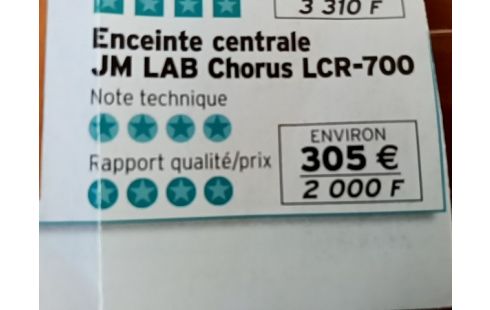 3 310 F
Enceinte centrale
JM LAB Chorus LCR-700
Note technique
Rapport qualité/prix
ENVIRON
305 €
2 000 F